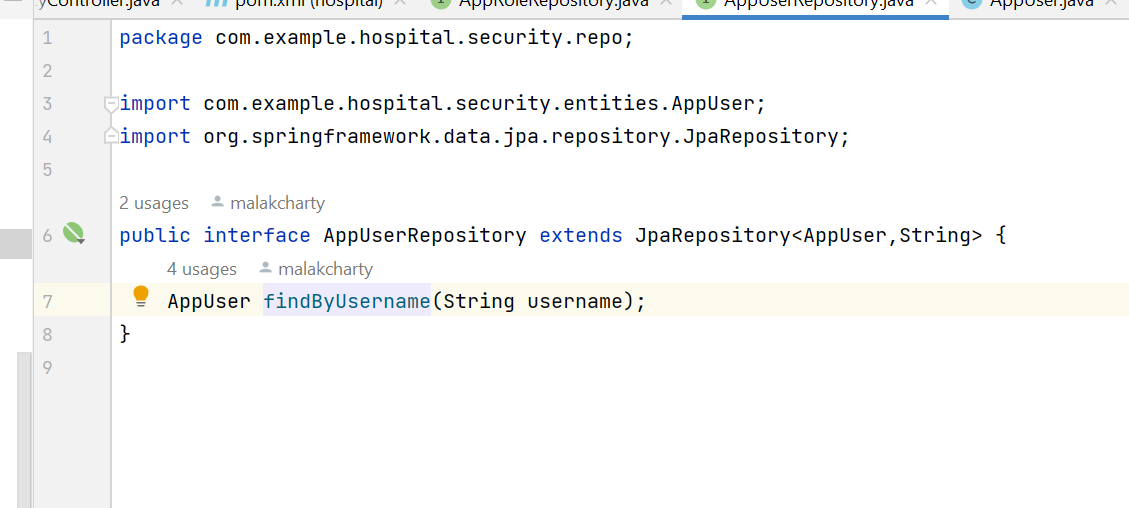 yController.java pom.xml (hospital) AppRoleRepository.java AppUserRepository.java AppUser.java
1 package com.example.hospital.security.repo;
2
3 import com.example.hospital.security.entities.AppUser;
4 import org.springframework.data.jpa.repository.JpaRepository;
5
2 usages malakcharty
6 public interface AppUserRepository extends JpaRepository<AppUser,String> {
4 usages malakcharty
7 AppUser findByUsername(String username);
8 }
9